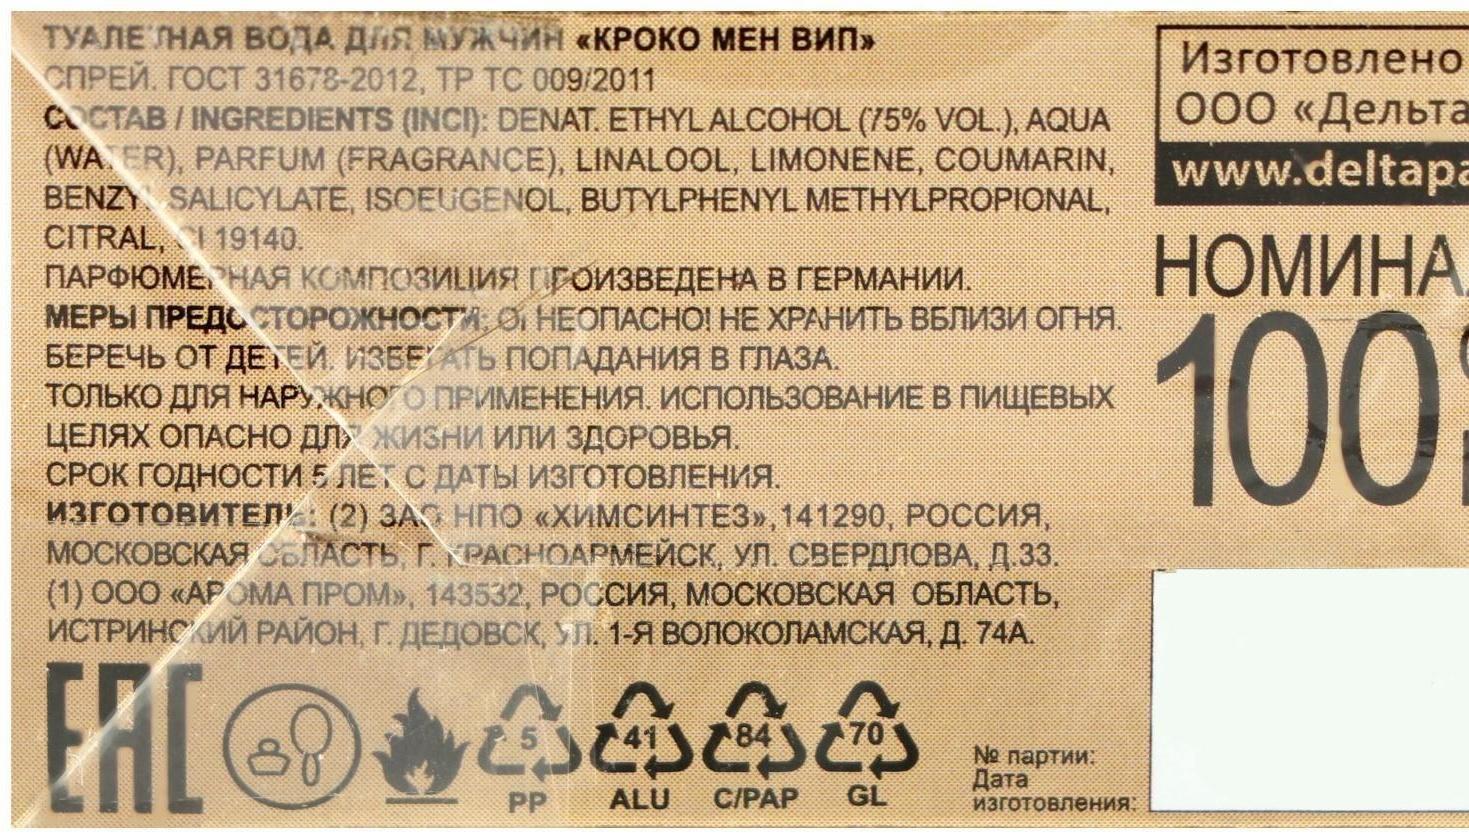 ТУАЛЕТНАЯ ВОДА ДЛЯ МУЖЧИН «КРОКО МЕН ВИП»
СПРЕЙ. ГОСТ 31678-2012, ТР ТС 009/2011
СОСТАВ / INGREDIENTS (INCI): DENAT. ETHYL ALCOHOL (75% VOL.), AQUA
(WATER), PARFUM (FRAGRANCE), LINALOOL, LIMONENE, COUMARIN,
BENZYL SALICYLATE, ISOEUGENOL, BUTYLPHENYL METHYLPROPIONAL,
CITRAL, CI 19140.
ПАРФЮМЕРНАЯ КОМПОЗИЦИЯ ПРОИЗВЕДЕНА В ГЕРМАНИИ.
МЕРЫ ПРЕДОСТОРОЖНОСТИ: ОГНЕОПАСНО! НЕ ХРАНИТЬ ВБЛИЗИ ОГНЯ.
БЕРЕЧЬ ОТ ДЕТЕЙ. ИЗБЕГАТЬ ПОПАДАНИЯ В ГЛАЗА.
ТОЛЬКО ДЛЯ НАРУЖНОГО ПРИМЕНЕНИЯ. ИСПОЛЬЗОВАНИЕ В ПИЩЕВЫХ
ЦЕЛЯХ ОПАСНО ДЛЯ ЖИЗНИ ИЛИ ЗДОРОВЬЯ.
СРОК ГОДНОСТИ 5 ЛЕТ С ДАТЫ ИЗГОТОВЛЕНИЯ.
ИЗГОТОВИТЕЛЬ: (2) ЗАО НПО «ХИМСИНТЕЗ»,141290, РОССИЯ,
МОСКОВСКАЯ ОБЛАСТЬ, Г. КРАСНОАРМЕЙСК, УЛ. СВЕРДЛОВА, Д.33.
(1) ООО «АРОМА ПРОМ», 143532, РОССИЯ, МОСКОВСКАЯ ОБЛАСТЬ,
ИСТРИНСКИЙ РАЙОН, Г. ДЕДОВСК, УЛ. 1-Я ВОЛОКОЛАМСКАЯ, Д. 74А.
EAC
5 41 84 70
PP ALU C/PAP GL
№ партии:
Дата
изготовления:
Изготовлено
ООО «Дельта
www.deltapa
НОМИНА
100